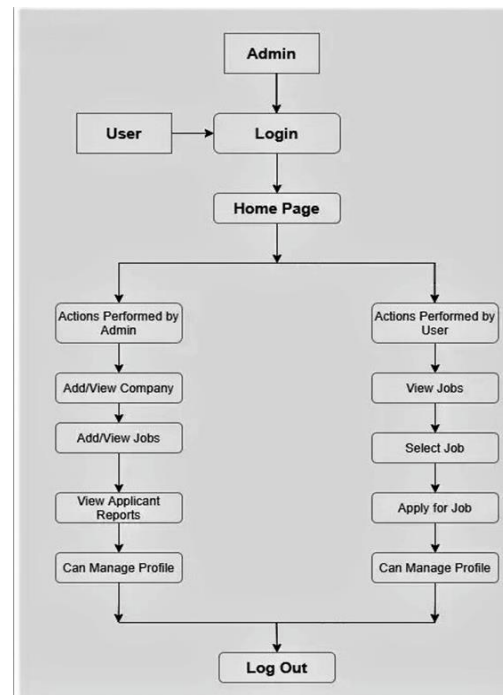 Admin
User
Login
Home Page
Actions Performed by
Admin
Actions Performed by
User
Add/View Company
View Jobs
Add/View Jobs
Select Job
View Applicant
Reports
Apply for Job
Can Manage Profile
Can Manage Profile
Log Out